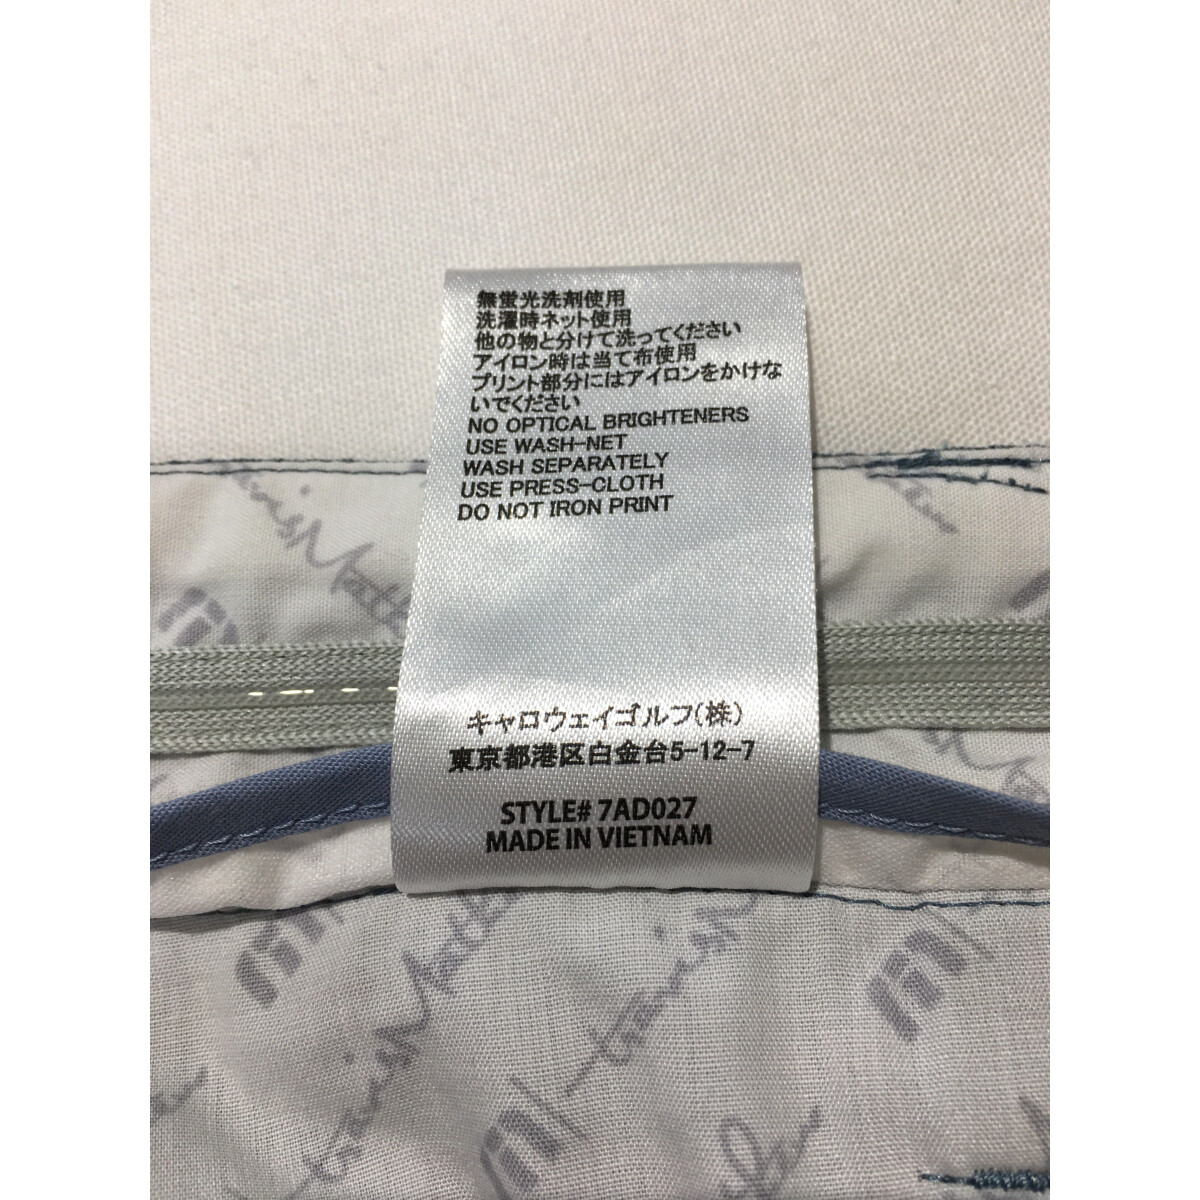 無蛍光洗剤使用
洗濯時ネット使用
他の物と分けて洗ってください
アイロン時は当て布使用
プリント部分にはアイロンをかけな
いでください
NO OPTICAL BRIGHTENERS
USE WASH-NET
WASH SEPARATELY
USE PRESS-CLOTH
DO NOT IRON PRINT
キャロウェイゴルフ(株)
東京都港区白金台5-12-7
STYLE# 7AD027
MADE IN VIETNAM